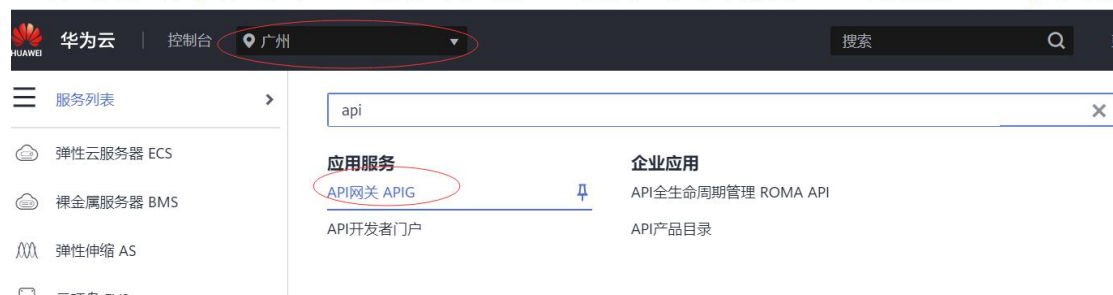 HUAWEI 华为云 控制台 广州 搜索
服务列表
api
弹性云服务器 ECS
裸金属服务器 BMS
弹性伸缩 AS
应用服务
API网关 APIG
API开发者门户
企业应用
API全生命周期管理 ROMA API
API产品目录